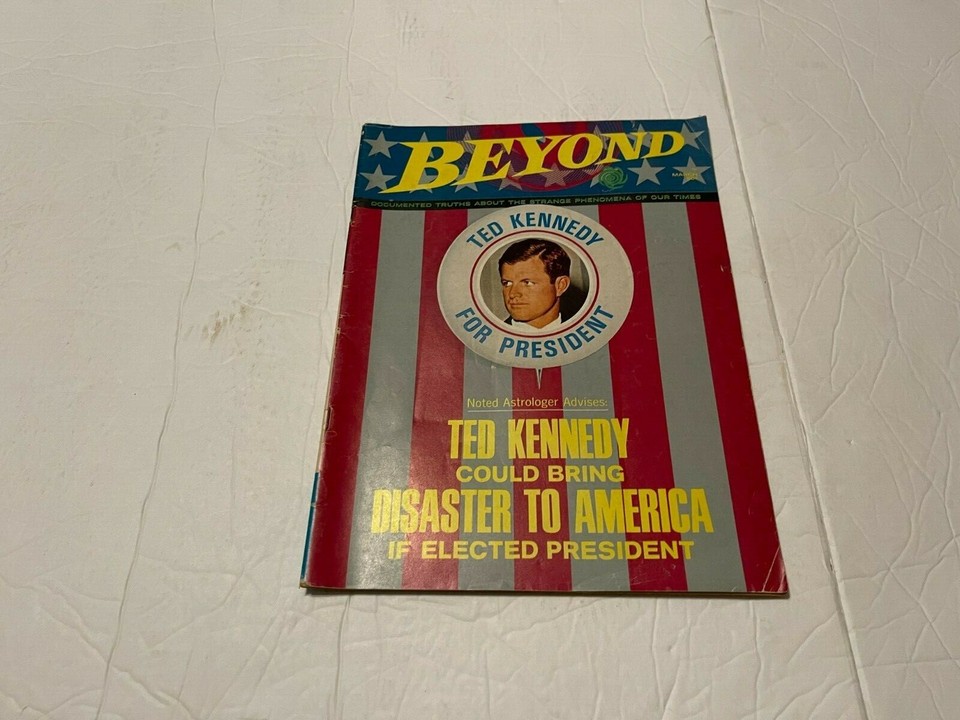 BEYOND
MARCH
DOCUMENTED TRUTHS ABOUT THE STRANGE PHENOMENA OF OUR TIMES
TED KENNEDY
FOR PRESIDENT
Noted Astrologer Advises:
TED KENNEDY
COULD BRING
DISASTER TO AMERICA
IF ELECTED PRESIDENT